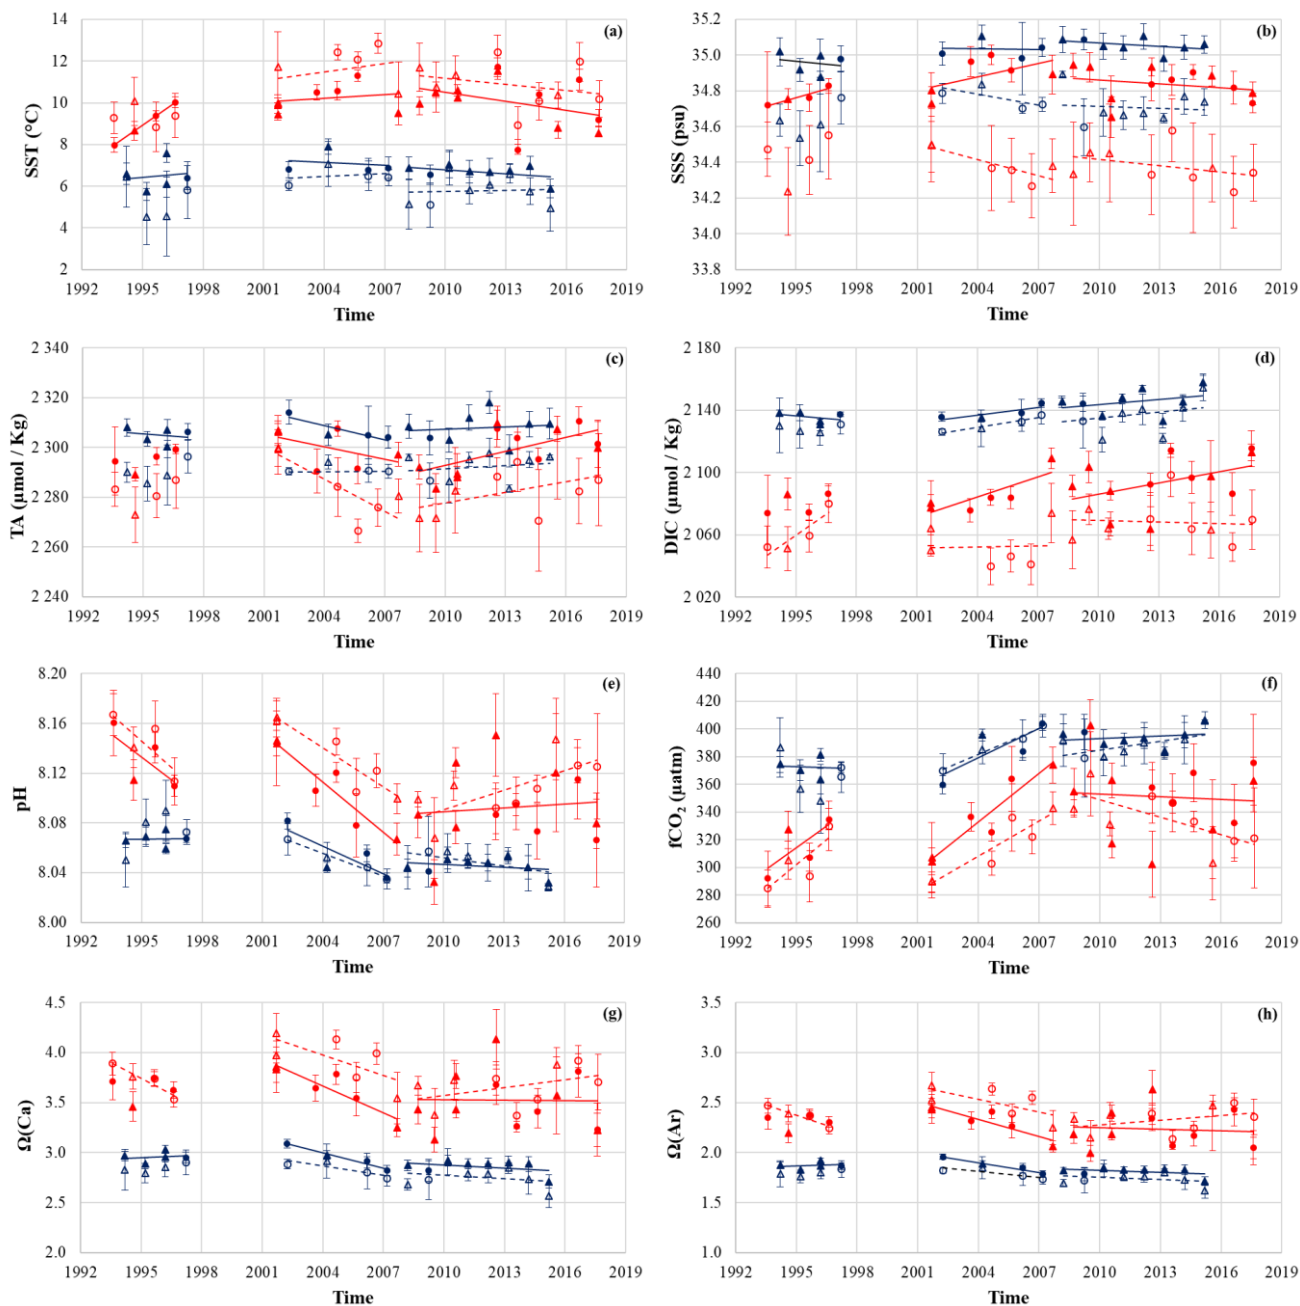 (a)
SST (°C)
14
12
10
8
6
4
2
1992 1995 1998 2001 2004 2007 2010 2013 2016 2019
Time
(b)
SSS (psu)
35.2
35.0
34.8
34.6
34.4
34.2
34.0
33.8
1992 1995 1998 2001 2004 2007 2010 2013 2016 2019
Time
(c)
TA (µmol / Kg)
2 340
2 320
2 300
2 280
2 260
2 240
1992 1995 1998 2001 2004 2007 2010 2013 2016 2019
Time
(d)
DIC (µmol / Kg)
2 180
2 140
2 100
2 060
2 020
1992 1995 1998 2001 2004 2007 2010 2013 2016 2019
Time
(e)
pH
8.20
8.16
8.12
8.08
8.04
8.00
1992 1995 1998 2001 2004 2007 2010 2013 2016 2019
Time
(f)
fCO₂ (µatm)
440
420
400
380
360
340
320
300
280
260
1992 1995 1998 2001 2004 2007 2010 2013 2016 2019
Time
(g)
Ω(Ca)
4.5
4.0
3.5
3.0
2.5
2.0
1992 1995 1998 2001 2004 2007 2010 2013 2016 2019
Time
(h)
Ω(Ar)
3.5
3.0
2.5
2.0
1.5
1.0
1992 1995 1998 2001 2004 2007 2010 2013 2016 2019
Time